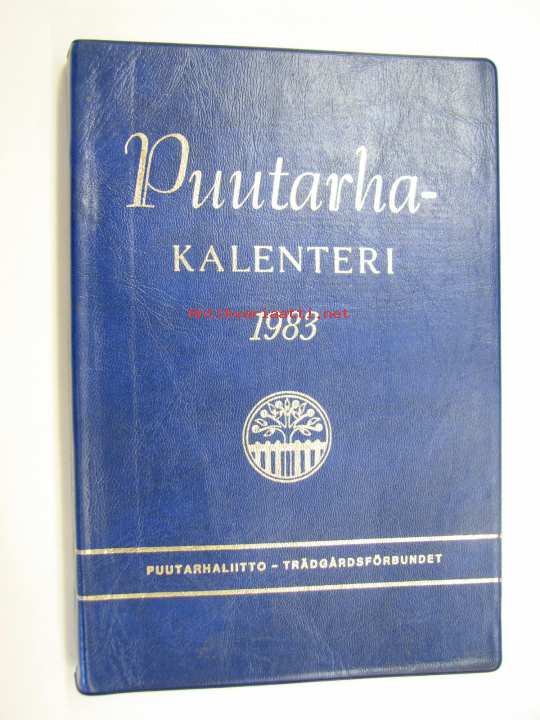 Puutarha-
KALENTERI
1983
Antikvariaatti.net
PUUTARHALIITTO - TRÄDGÅRDSFÖRBUNDET